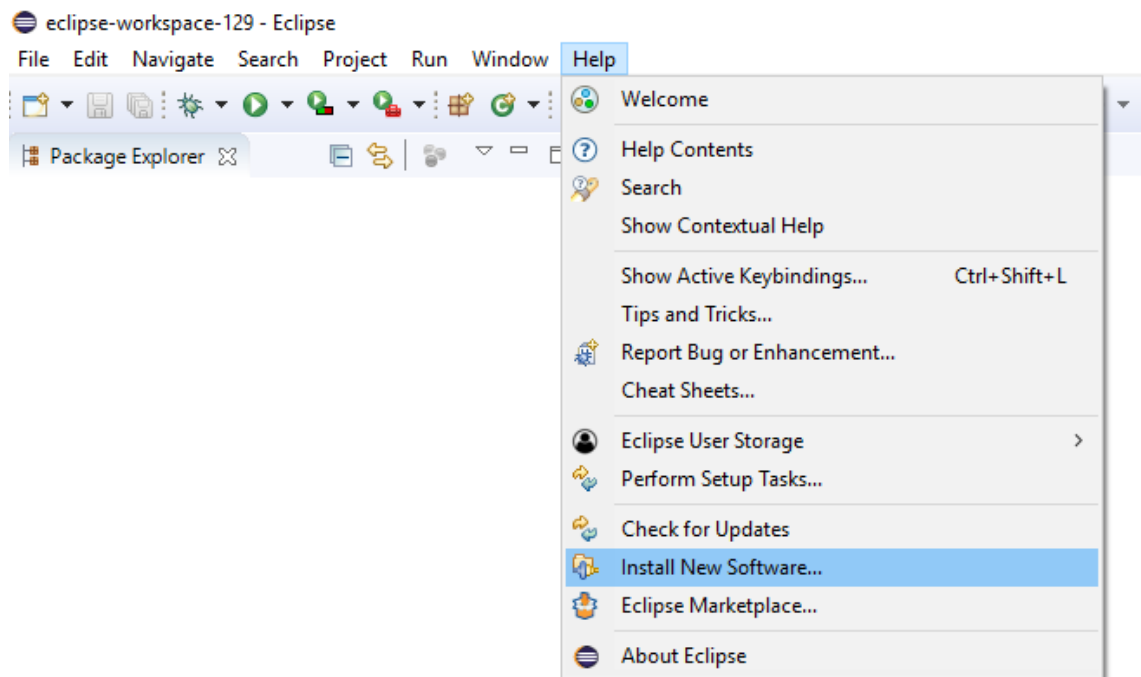 eclipse-workspace-129 - Eclipse
File Edit Navigate Search Project Run Window Help
Package Explorer
Welcome
Help Contents
Search
Show Contextual Help
Show Active Keybindings... Ctrl+Shift+L
Tips and Tricks...
Report Bug or Enhancement...
Cheat Sheets...
Eclipse User Storage
Perform Setup Tasks...
Check for Updates
Install New Software...
Eclipse Marketplace...
About Eclipse